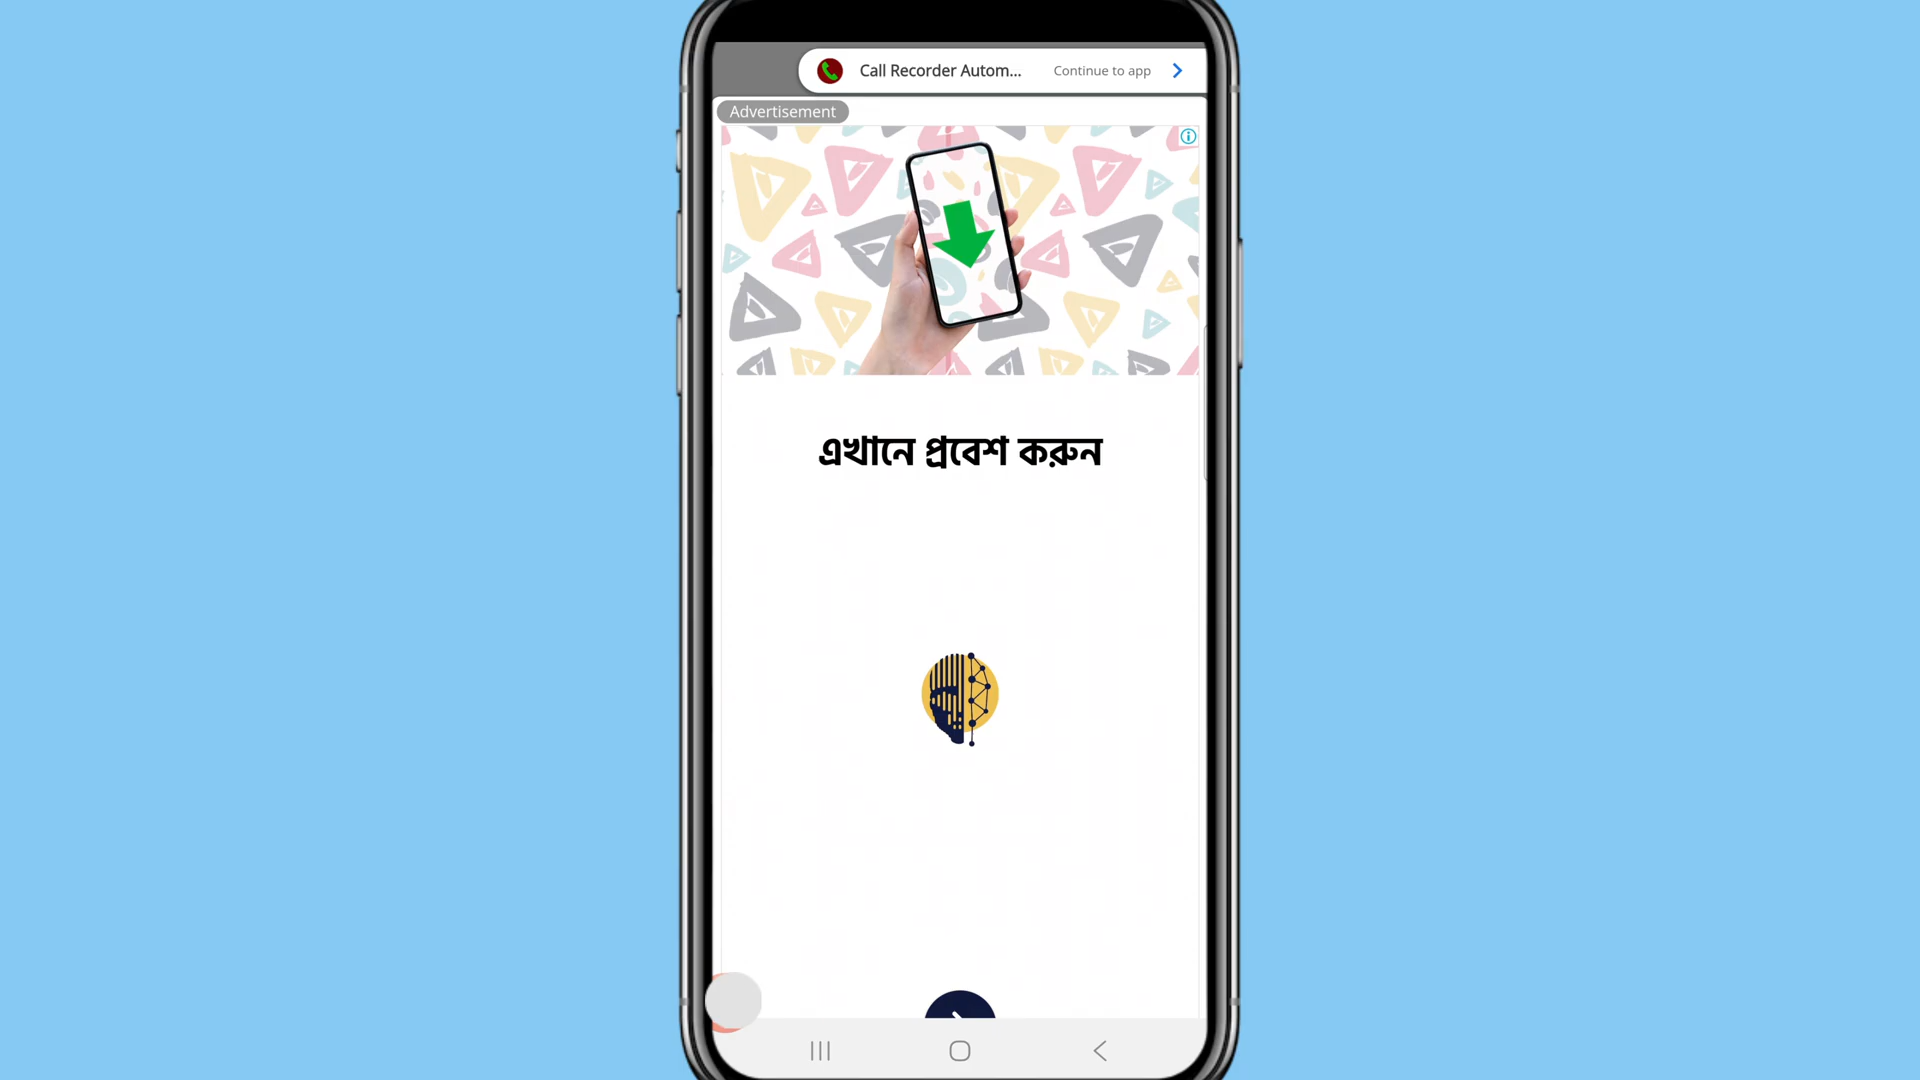 Call Recorder Autom...
Continue to app
Advertisement
এখানে প্রবেশ করুন